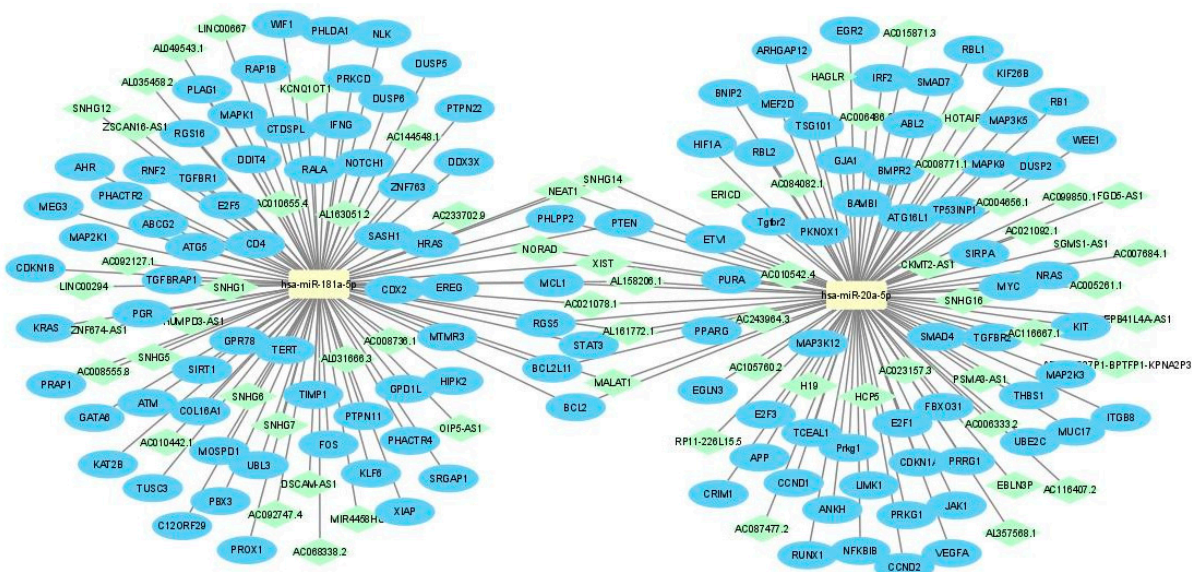 LINC00667
WIF1
PHLDA1
NLK
AL049543.1
DUSP5
RAP1B
PRKCD
AL035458.2
KCNQ1OT1
PLAG1
DUSP6
SNHG12
MAPK1
PTPN22
ZSCAN16-AS1
CTDSPL
IFNG
RGS16
AC144548.1
DDIT4
NOTCH1
AHR
RNF2
RALA
DDX3X
TGFBR1
ZNF763
PHACTR2
MEG3
E2F5
AC010655.4
AL163051.2
AC233702.9
ABCG2
SASH1
HRAS
MAP2K1
ATG5
CD4
CDKN1B
AC092127.1
TGFBRAP1
hsa-miR-181a-5p
LINC00294
SNHG1
CDX2
EREG
PGR
KRAS
ZNF674-AS1
GPR78
TERT
AC008736.1
MTMR3
SNHG5
AL031666.3
AC008555.8
PRAP1
SIRT1
SNHG6
TIMP1
GPD1L
HIPK2
ATM
COL16A1
GATA6
PTPN11
SNHG7
OIP5-AS1
AC010442.1
FOS
PHACTR4
MOSPD1
KAT2B
UBL3
KLF6
SRGAP1
TUSC3
DSCAM-AS1
PBX3
AC092747.4
XIAP
C12ORF29
PROX1
AC068338.2
SNHG14
NEAT1
PHLPP2
PTEN
ETV1
NORAD
XIST
MCL1
AL158206.1
PURA
AC010542.4
AC021078.1
RGS5
AL161772.1
PPARG
AC243964.3
STAT3
BCL2L11
MALAT1
BCL2
EGR2
AC015871.3
ARHGAP12
RBL1
HAGLR
IRF2
KIF26B
BNIP2
MEF2D
SMAD7
RB1
TSG101
ABL2
MAP3K5
HIF1A
RBL2
WEE1
GJA1
AC008771.1
MAPK9
DUSP2
BMPR2
ERICD
AC084082.1
BAMBI
AC004656.1
AC099850.1
FGD5-AS1
Tgfbr2
ATG16L1
TP53INP1
PKNOX1
AC021092.1
SGMS1-AS1
SIRPA
AC007684.1
CKMT2-AS1
NRAS
hsa-miR-20a-5p
MYC
AC005261.1
SNHG16
KIT
SMAD4
AC116667.1
TGFBR2
MAP3K12
AC105760.2
AC023157.3
MAP2K3
PSMA3-AS1
EGLN3
H19
HCP5
THBS1
FBXO31
E2F3
ITGB8
TCEAL1
E2F1
AC006333.2
MUC17
RP11-226L15.5
UBE2C
APP
Prkg1
PRRG1
CRIM1
CCND1
LIMK1
EBLN3P
AC116407.2
ANKH
PRKG1
JAK1
AC087477.2
AL357568.1
RUNX1
NFKBIB
VEGFA
CCND2